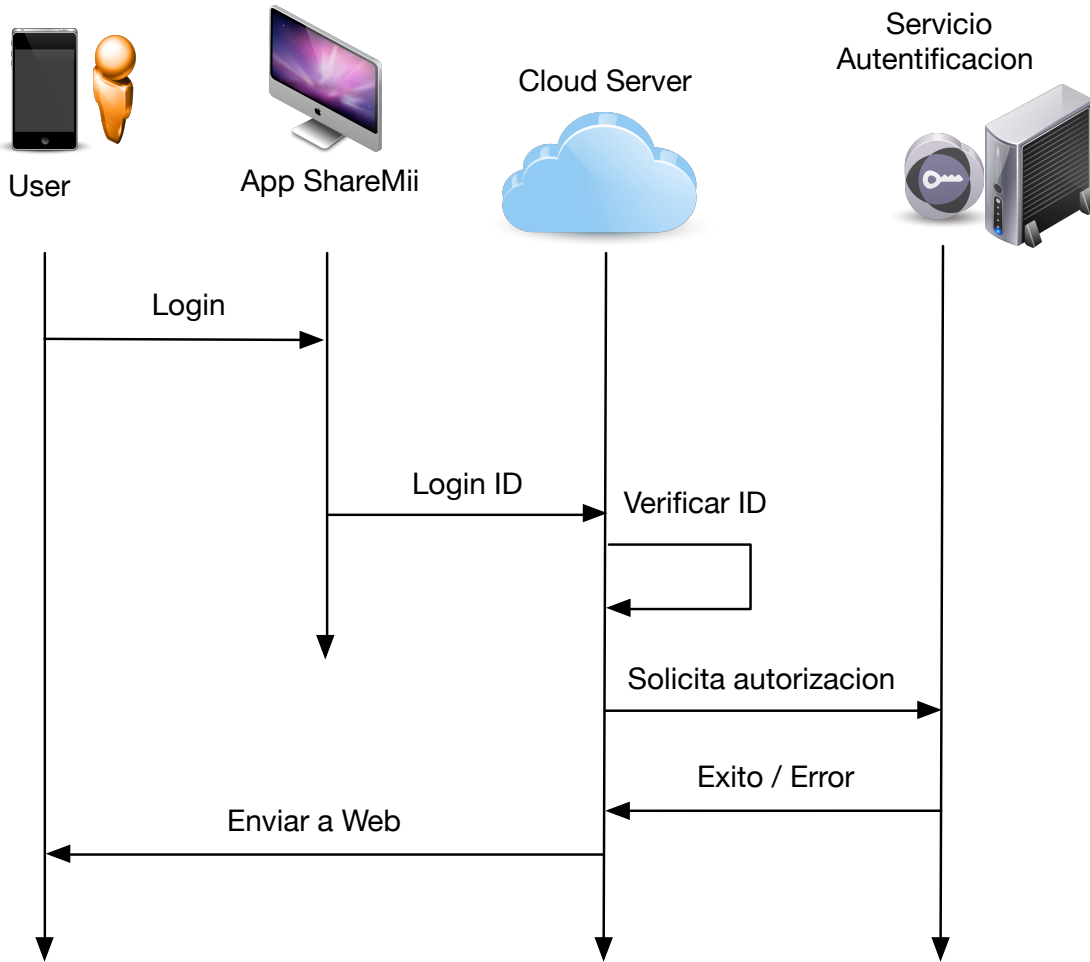 Servicio
Autentificacion
Cloud Server
User
App ShareMii
Login
Login ID
Verificar ID
Solicita autorizacion
Exito / Error
Enviar a Web